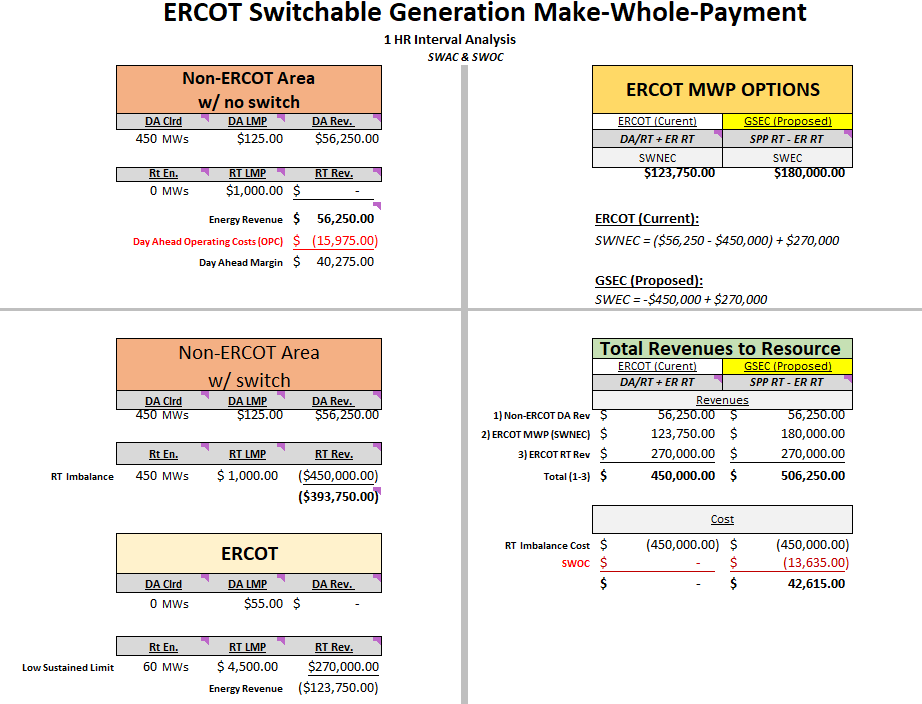 ERCOT Switchable Generation Make-Whole-Payment
1 HR Interval Analysis
SWAC & SWOC
Non-ERCOT Area
w/ no switch
DA Clrd DA LMP DA Rev.
450 MWs $125.00 $56,250.00
Rt En. RT LMP RT Rev.
0 MWs $1,000.00 $ -
Energy Revenue $ 56,250.00
Day Ahead Operating Costs (OPC) $ (15,975.00)
Day Ahead Margin $ 40,275.00
ERCOT MWP OPTIONS
ERCOT (Curent) GSEC (Proposed)
DA/RT + ER RT SPP RT - ER RT
SWNEC SWEC
$123,750.00 $180,000.00
ERCOT (Current):
SWNEC = ($56,250 - $450,000) + $270,000
GSEC (Proposed):
SWEC = -$450,000 + $270,000
Non-ERCOT Area
w/ switch
DA Clrd DA LMP DA Rev.
450 MWs $125.00 $56,250.00
Rt En. RT LMP RT Rev.
RT Imbalance 450 MWs $ 1,000.00 ($450,000.00)
($393,750.00)
ERCOT
DA Clrd DA LMP DA Rev.
0 MWs $55.00 $ -
Rt En. RT LMP RT Rev.
Low Sustained Limit 60 MWs $ 4,500.00 $270,000.00
Energy Revenue ($123,750.00)
Total Revenues to Resource
ERCOT (Curent) GSEC (Proposed)
DA/RT + ER RT SPP RT - ER RT
Revenues
1) Non-ERCOT DA Rev $ 56,250.00 $ 56,250.00
2) ERCOT MWP (SWNEC) $ 123,750.00 $ 180,000.00
3) ERCOT RT Rev $ 270,000.00 $ 270,000.00
Total (1-3) $ 450,000.00 $ 506,250.00
Cost
RT Imbalance Cost $ (450,000.00) $ (450,000.00)
SWOC $ - $ (13,635.00)
$ - $ 42,615.00